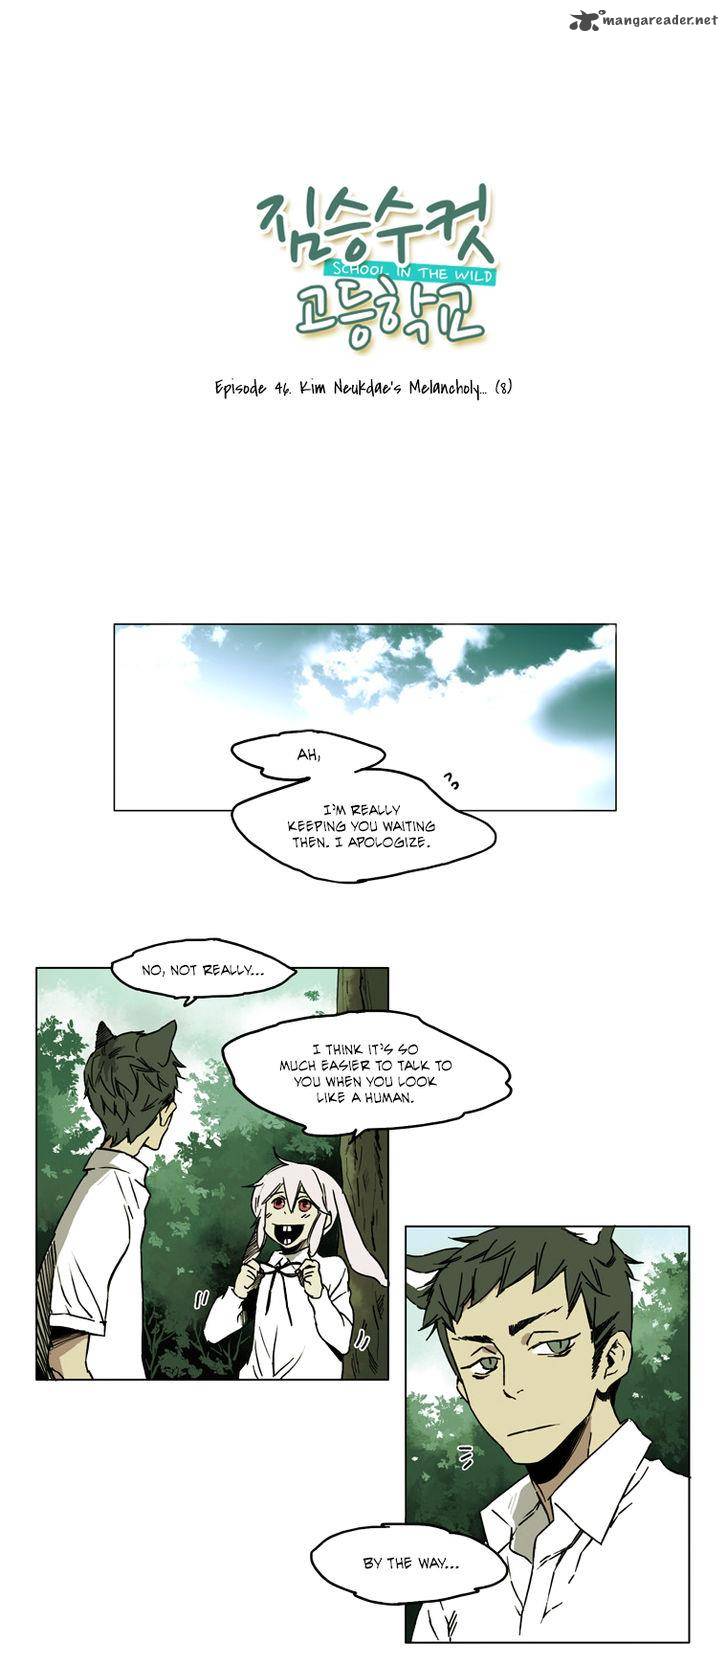 mangareader.net
짐승수컷
SCHOOL IN THE WILD
고등학교
Episode 46. Kim Neukdae's Melancholy... (8)
AH,
I'M REALLY
KEEPING YOU WAITING
THEN. I APOLOGIZE.
NO, NOT REALLY...
I THINK IT'S SO
MUCH EASIER TO TALK TO
YOU WHEN YOU LOOK
LIKE A HUMAN.
BY THE WAY...